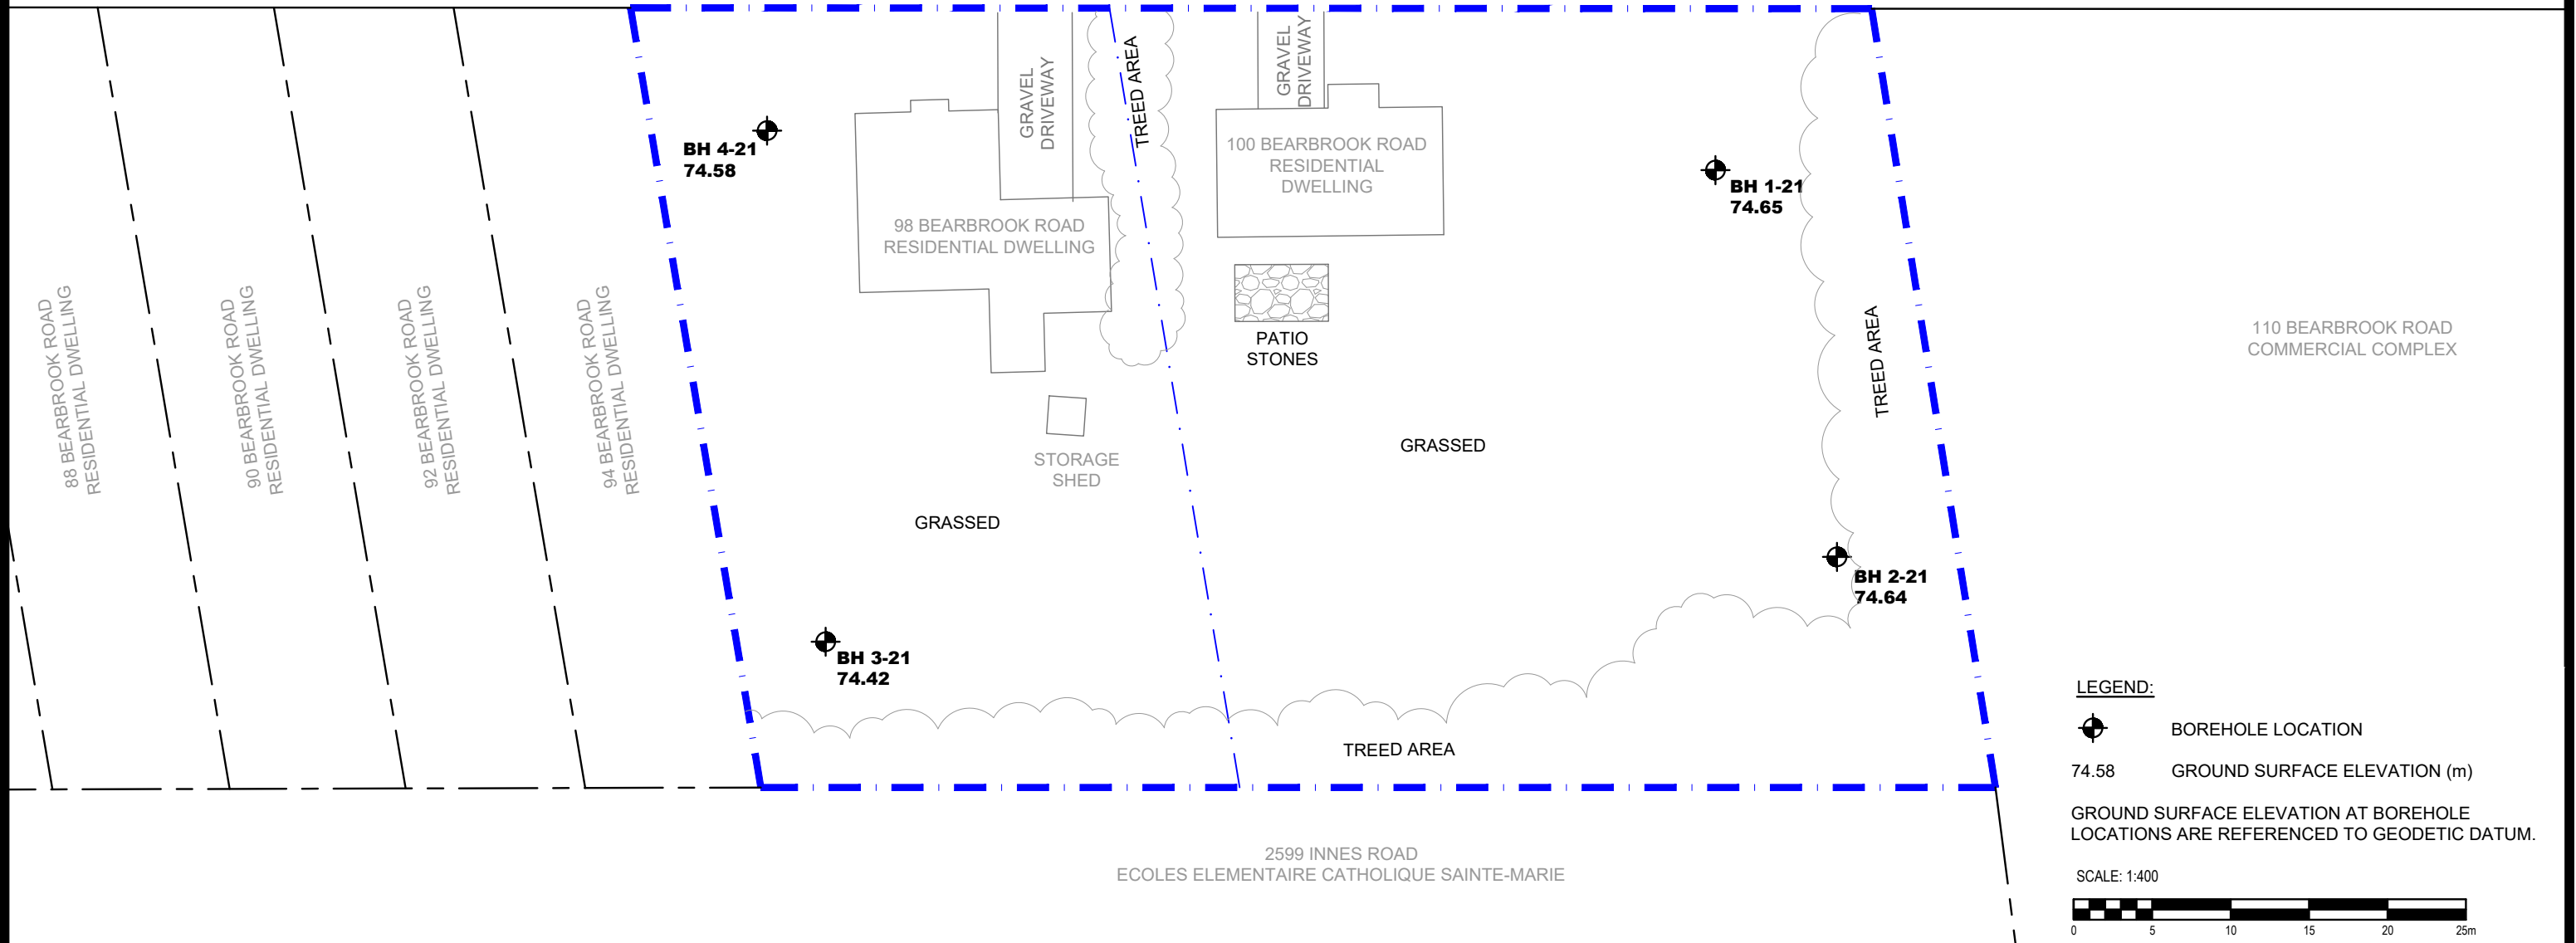 GRAVEL
DRIVEWAY
TREED AREA
GRAVEL
DRIVEWAY
BH 4-21
74.58
100 BEARBROOK ROAD
RESIDENTIAL
DWELLING
BH 1-21
74.65
98 BEARBROOK ROAD
RESIDENTIAL DWELLING
88 BEARBROOK ROAD
RESIDENTIAL DWELLING
90 BEARBROOK ROAD
RESIDENTIAL DWELLING
92 BEARBROOK ROAD
RESIDENTIAL DWELLING
94 BEARBROOK ROAD
RESIDENTIAL DWELLING
PATIO
STONES
TREED AREA
110 BEARBROOK ROAD
COMMERCIAL COMPLEX
GRASSED
STORAGE
SHED
GRASSED
BH 2-21
74.64
BH 3-21
74.42
TREED AREA
2599 INNES ROAD
ECOLES ELEMENTAIRE CATHOLIQUE SAINTE-MARIE
LEGEND:
BOREHOLE LOCATION
74.58 GROUND SURFACE ELEVATION (m)
GROUND SURFACE ELEVATION AT BOREHOLE
LOCATIONS ARE REFERENCED TO GEODETIC DATUM.
SCALE: 1:400
0 5 10 15 20 25m